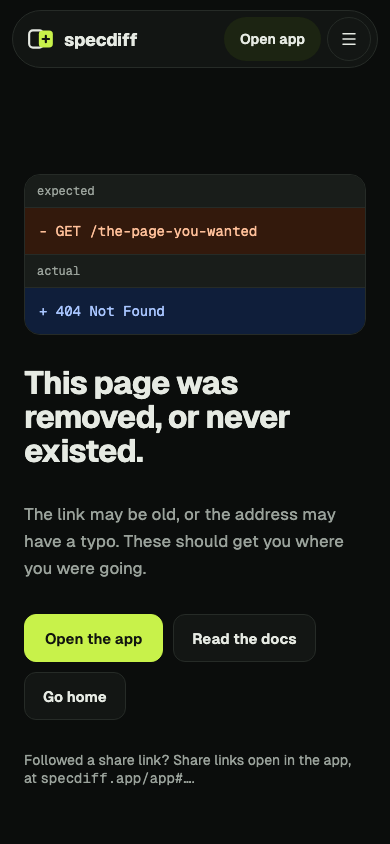 specdiff
Open app
expected
- GET /the-page-you-wanted
actual
+ 404 Not Found
This page was
removed, or never
existed.
The link may be old, or the address may
have a typo. These should get you where
you were going.
Open the app
Read the docs
Go home
Followed a share link? Share links open in the app,
at specdiff.app/app#….